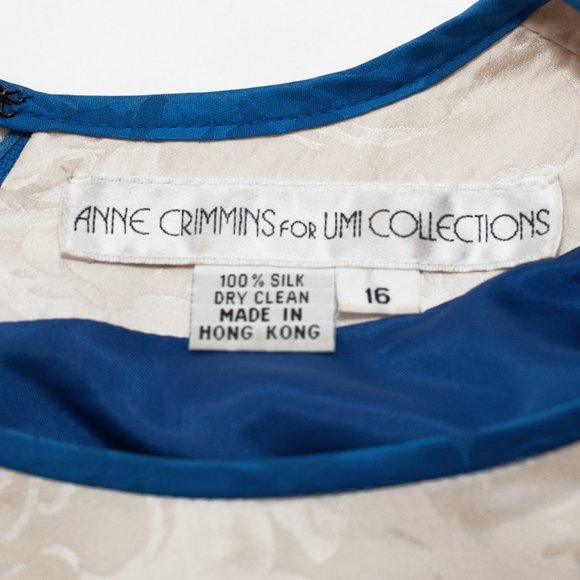 ANNE CRIMMINS FOR UMI COLLECTIONS
100% SILK
DRY CLEAN
MADE IN
HONG KONG
16